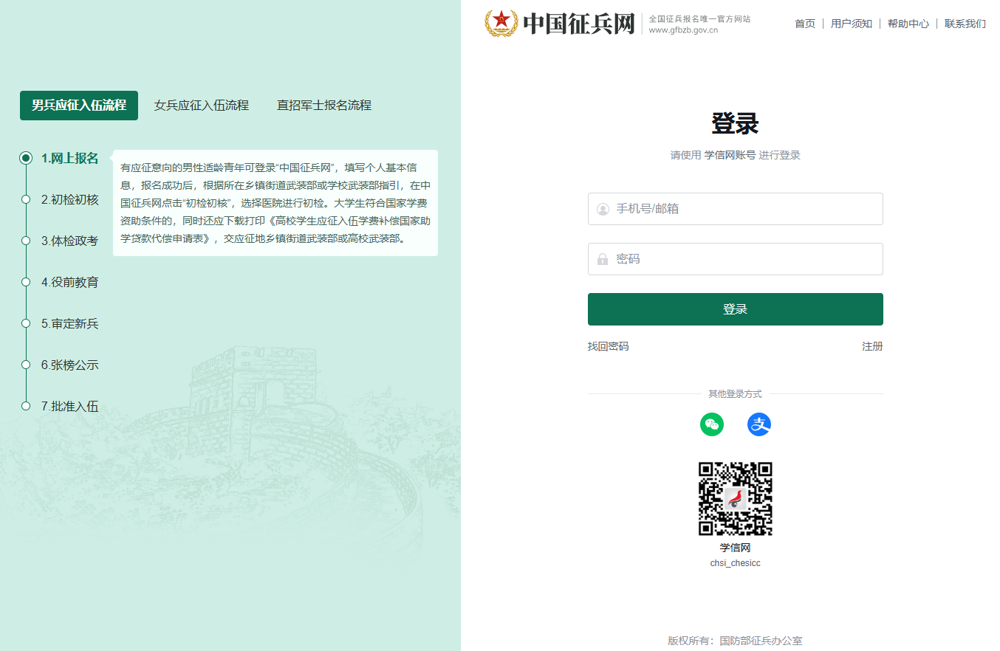 中国征兵网
全国征兵报名唯一官方网站
www.gfbzb.gov.cn
首页 用户须知 帮助中心 联系我们
男兵应征入伍流程 女兵应征入伍流程 直招军士报名流程
1.网上报名
有应征意向的男性适龄青年可登录“中国征兵网”，填写个人基本信
息，报名成功后，根据所在乡镇街道武装部或学校武装部指引，在中
国征兵网点击“初检初核”，选择医院进行初检。大学生符合国家学费
资助条件的，同时还应下载打印《高校学生应征入伍学费补偿国家助
学贷款代偿申请表》，交应征地乡镇街道武装部或高校武装部。
2.初检初核
3.体检政考
4.役前教育
5.审定新兵
6.张榜公示
7.批准入伍
登录
请使用 学信网账号 进行登录
手机号/邮箱
密码
登录
找回密码 注册
其他登录方式
支
学信网
chsi_chesicc
版权所有：国防部征兵办公室